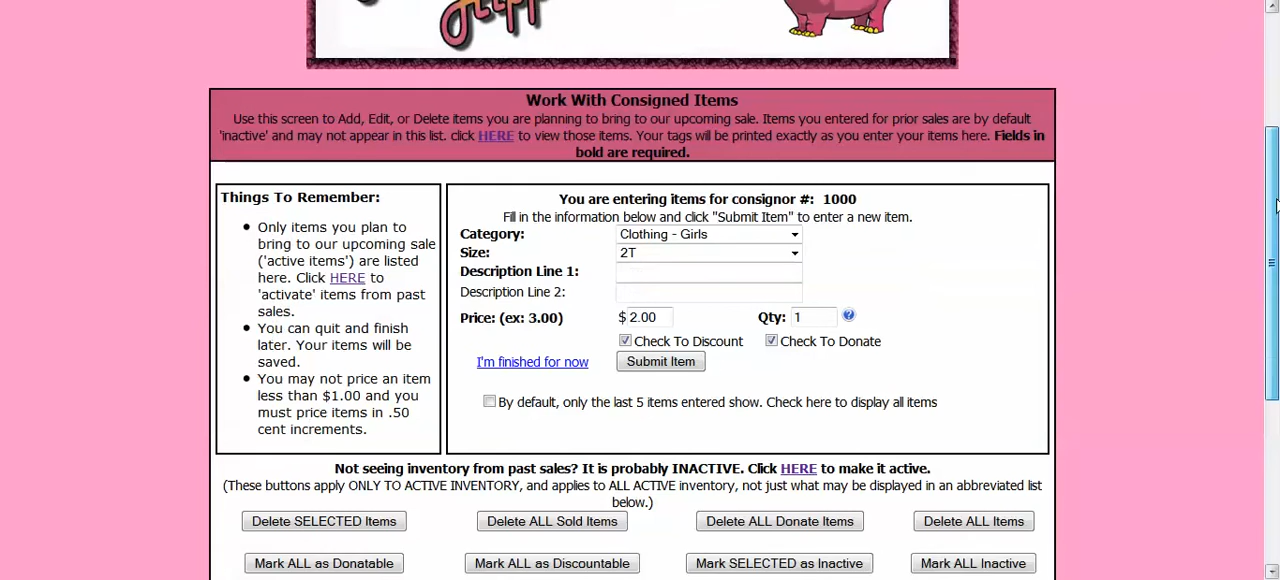 Work With Consigned Items
Use this screen to Add, Edit, or Delete items you are planning to bring to our upcoming sale. Items you entered for prior sales are by default
'inactive' and may not appear in this list. click HERE to view those items. Your tags will be printed exactly as you enter your items here. Fields in
bold are required.
Things To Remember:
Only items you plan to
bring to our upcoming sale
('active items') are listed
here. Click HERE to
'activate' items from past
sales.
You can quit and finish
later. Your items will be
saved.
You may not price an item
less than $1.00 and you
must price items in .50
cent increments.
You are entering items for consignor #: 1000
Fill in the information below and click "Submit Item" to enter a new item.
Category: Clothing - Girls
Size: 2T
Description Line 1:
Description Line 2:
Price: (ex: 3.00) $ 2.00 Qty: 1 ?
Check To Discount Check To Donate
I'm finished for now Submit Item
By default, only the last 5 items entered show. Check here to display all items
Not seeing inventory from past sales? It is probably INACTIVE. Click HERE to make it active.
(These buttons apply ONLY TO ACTIVE INVENTORY, and applies to ALL ACTIVE inventory, not just what may be displayed in an abbreviated list
below.)
Delete SELECTED Items Delete ALL Sold Items Delete ALL Donate Items Delete ALL Items
Mark ALL as Donatable Mark ALL as Discountable Mark SELECTED as Inactive Mark ALL Inactive